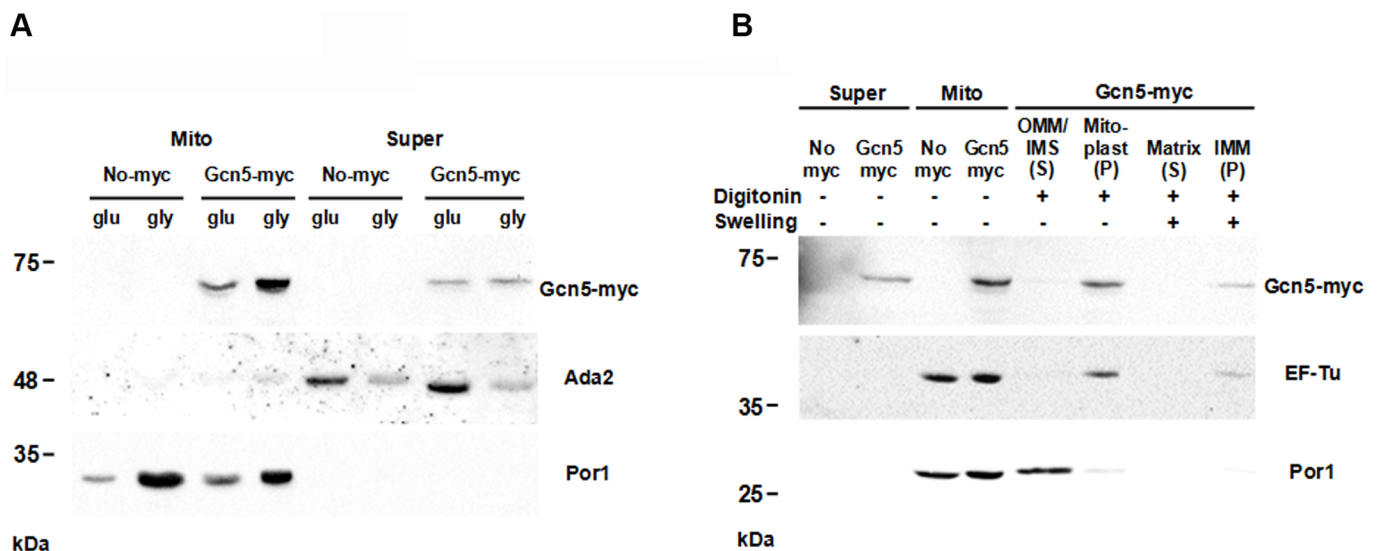 A
Mito Super
No-myc Gcn5-myc No-myc Gcn5-myc
glu gly glu gly glu gly glu gly
75
Gcn5-myc
48
Ada2
35
Por1
kDa
B
Super Mito Gcn5-myc
No myc Gcn5 myc No myc Gcn5 myc OMM/ IMS (S) Mito- plast (P) Matrix (S) IMM (P)
Digitonin - - - - + + + +
Swelling - - - - - - + +
75
Gcn5-myc
EF-Tu
35
Por1
25
kDa